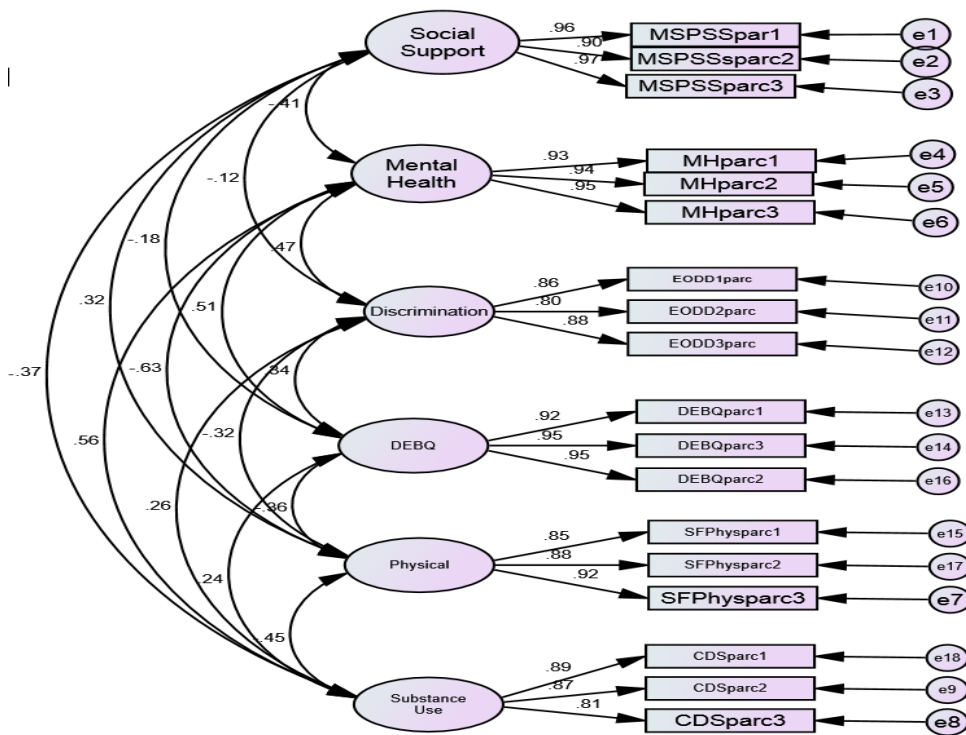 Social
Support
.96
.90
.97
MSPSSpar1
MSPSSsparc2
MSPSSparc3
e1
e2
e3
-.41
Mental
Health
.93
.94
.95
MHparc1
MHparc2
MHparc3
e4
e5
e6
-.12
.47
-.18
Discrimination
.86
.80
.88
EODD1parc
EODD2parc
EODD3parc
e10
e11
e12
.32
.51
-.37
-.63
.34
DEBQ
.92
.95
.95
DEBQparc1
DEBQparc3
DEBQparc2
e13
e14
e16
.56
-.32
.26
-.36
Physical
.85
.88
.92
SFPhysparc1
SFPhysparc2
SFPhysparc3
e15
e17
e7
.24
-.45
Substance
Use
.89
.87
.81
CDSparc1
CDSparc2
CDSparc3
e18
e9
e8